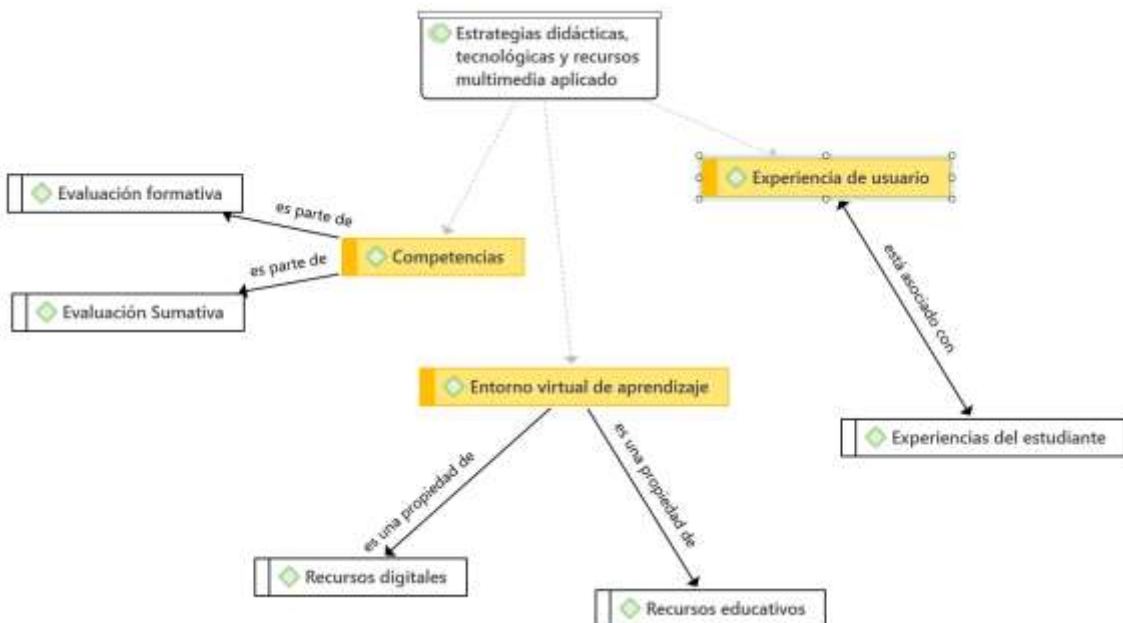 Estrategias didácticas,
tecnológicas y recursos
multimedia aplicado
Experiencia de usuario
Evaluación formativa
es parte de
Competencias
es parte de
Evaluación Sumativa
está asociado con
Entorno virtual de aprendizaje
Experiencias del estudiante
es una propiedad de
es una propiedad de
Recursos digitales
Recursos educativos